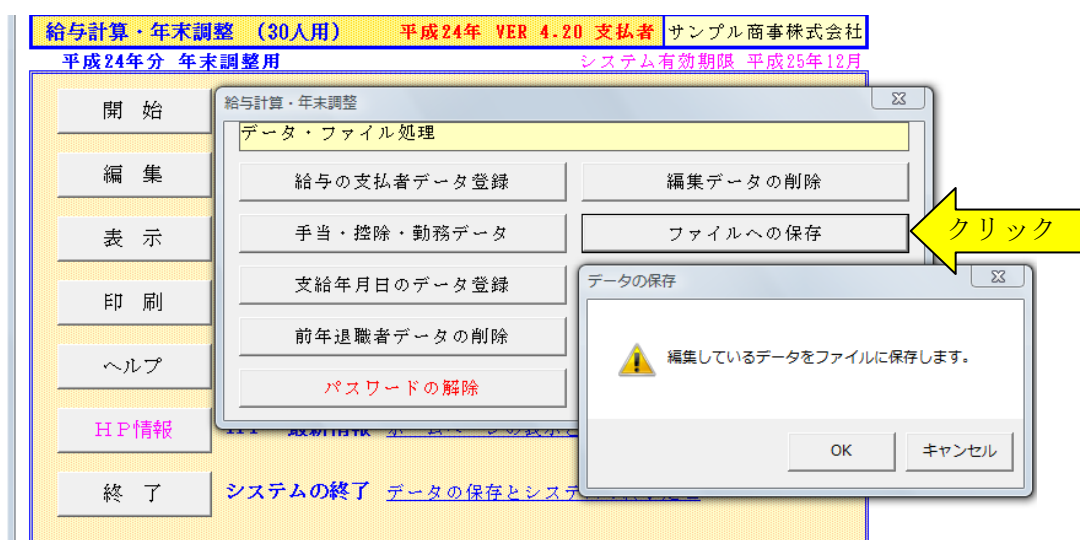 給与計算・年末調整 (30人用) 平成24年 VER 4.20 支払者 サンプル商事株式会社
平成24年分 年末調整用 システム有効期限 平成25年12月
開 始
編 集
表 示
印 刷
ヘルプ
HP情報
終 了
給与計算・年末調整
データ・ファイル処理
給与の支払者データ登録 編集データの削除
手当・控除・勤務データ ファイルへの保存
クリック
支給年月日のデータ登録
前年退職者データの削除
パスワードの解除
データの保存
編集しているデータをファイルに保存します。
OK キャンセル
システムの終了 データの保存とシステ